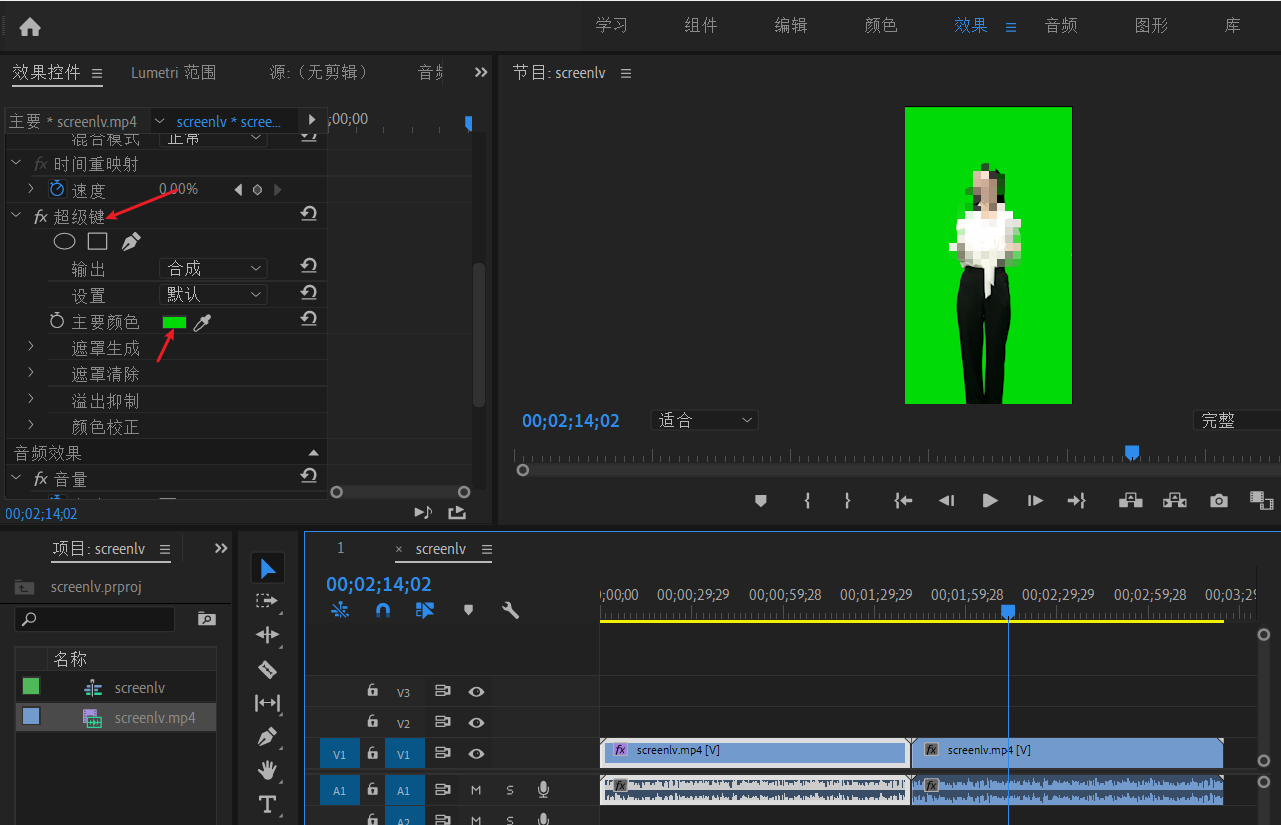 学习 组件 编辑 颜色 效果 音频 图形 库
效果控件 Lumetri 范围 源:（无剪辑） 音频
节目: screenlv
主要 * screenlv.mp4 screenlv * scree... ;00;00
混合模式 正常
fx 时间重映射
速度 0.00%
fx 超级键
输出 合成
设置 默认
主要颜色
遮罩生成
遮罩清除
溢出抑制
颜色校正
音频效果
fx 音量
00;02;14;02
00;02;14;02 适合 完整
项目: screenlv
screenlv.prproj
名称
screenlv
screenlv.mp4
1 × screenlv
00;02;14;02
;00;00 00;00;29;29 00;00;59;28 00;01;29;29 00;01;59;28 00;02;29;29 00;02;59;28 00;03;29
V3
V2
V1 V1 fx screenlv.mp4 [V] fx screenlv.mp4 [V]
A1 A1 M S fx fx
A2 M S
T